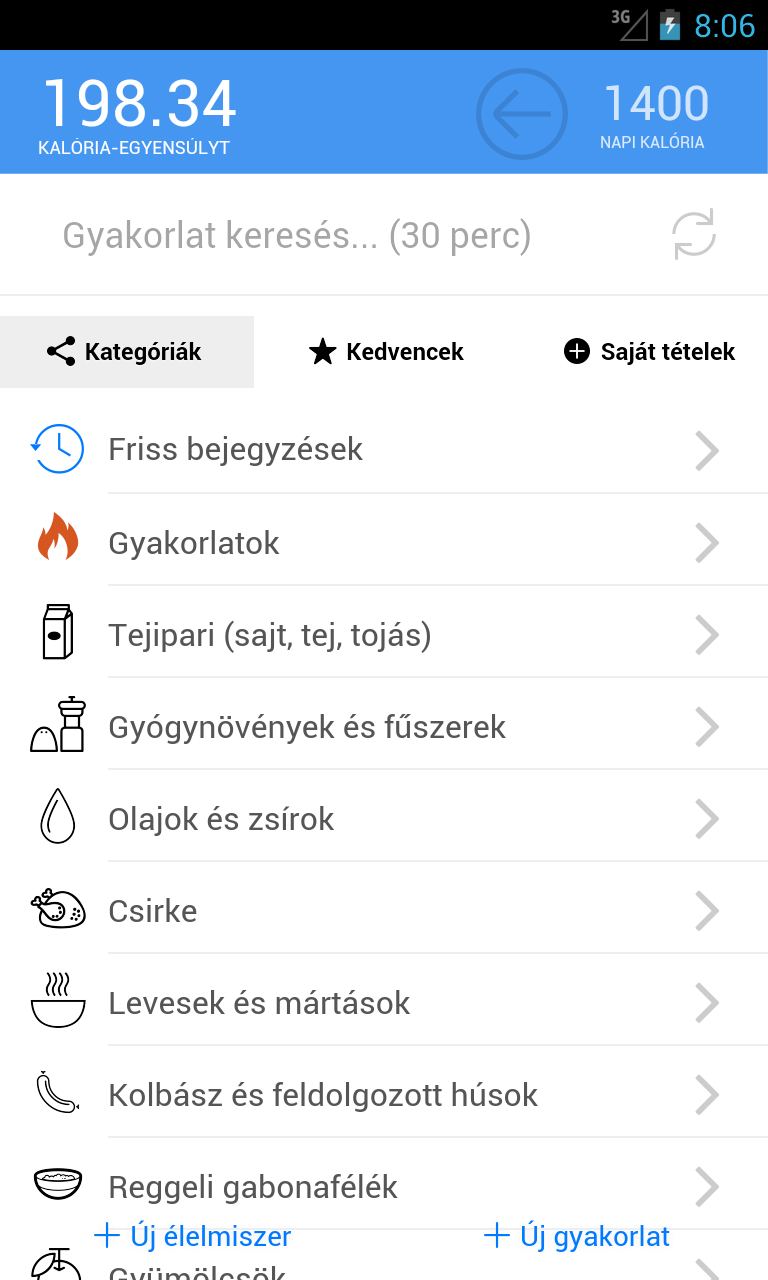 3G 8:06
198.34 1400
KALÓRIA-EGYENSÚLYT NAPI KALÓRIA
Gyakorlat keresés... (30 perc)
Kategóriák Kedvencek Saját tételek
Friss bejegyzések
Gyakorlatok
Tejipari (sajt, tej, tojás)
Gyógynövények és fűszerek
Olajok és zsírok
Csirke
Levesek és mártások
Kolbász és feldolgozott húsok
Reggeli gabonafélék
Új élelmiszer Új gyakorlat
Gyümölcsök